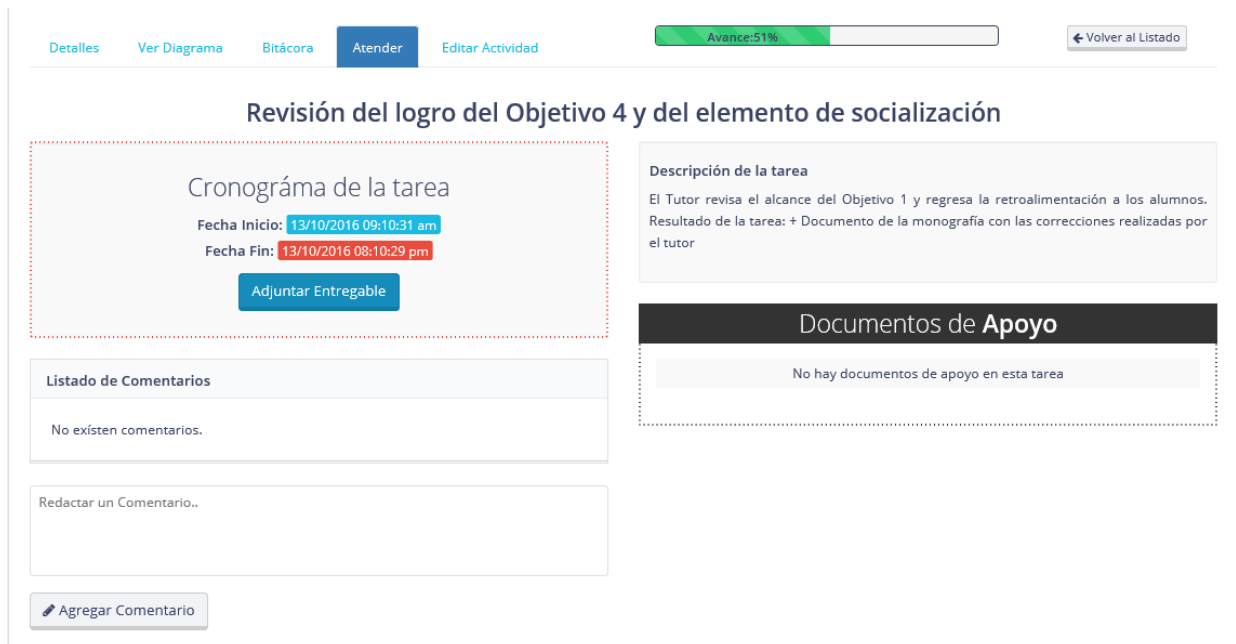 Detalles Ver Diagrama Bitácora Atender Editar Actividad Avance:51% Volver al Listado
Revisión del logro del Objetivo 4 y del elemento de socialización
Cronográma de la tarea
Fecha Inicio: 13/10/2016 09:10:31 am
Fecha Fin: 13/10/2016 08:10:29 pm
Adjuntar Entregable
Listado de Comentarios
No exísten comentarios.
Redactar un Comentario..
Agregar Comentario
Descripción de la tarea
El Tutor revisa el alcance del Objetivo 1 y regresa la retroalimentación a los alumnos.
Resultado de la tarea: + Documento de la monografía con las correcciones realizadas por
el tutor
Documentos de Apoyo
No hay documentos de apoyo en esta tarea